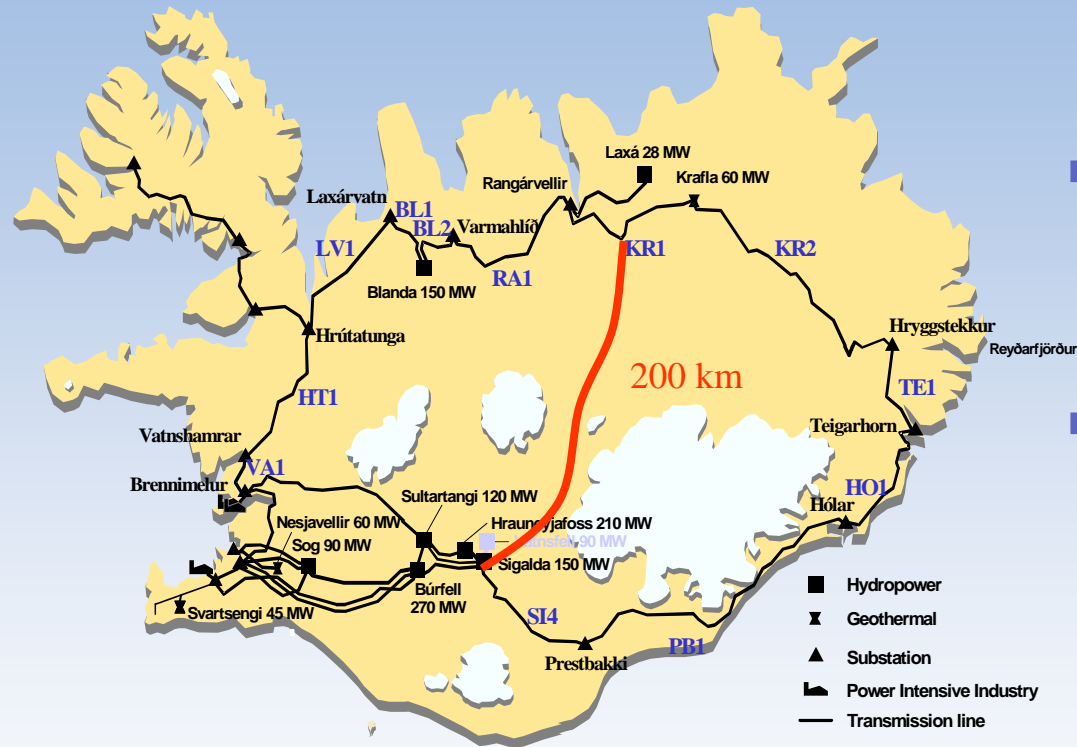 Laxá 28 MW
Krafla 60 MW
Rangárvellir
Laxárvatn
BL1
BL2
Varmahlíð
LV1
RA1
KR1
KR2
Blanda 150 MW
Hrútatunga
Hryggstekkur
Reyðarfjörður
200 km
HT1
TE1
Teigarhorn
Vatnshamrar
VA1
Brennimelur
HO1
Hólar
Sultartangi 120 MW
Nesjavellir 60 MW
Hrauneyjafoss 210 MW
Sog 90 MW
Vatnsfell 90 MW
Sigalda 150 MW
Búrfell
270 MW
Svartsengi 45 MW
SI4
PB1
Prestbakki
Hydropower
Geothermal
Substation
Power Intensive Industry
Transmission line